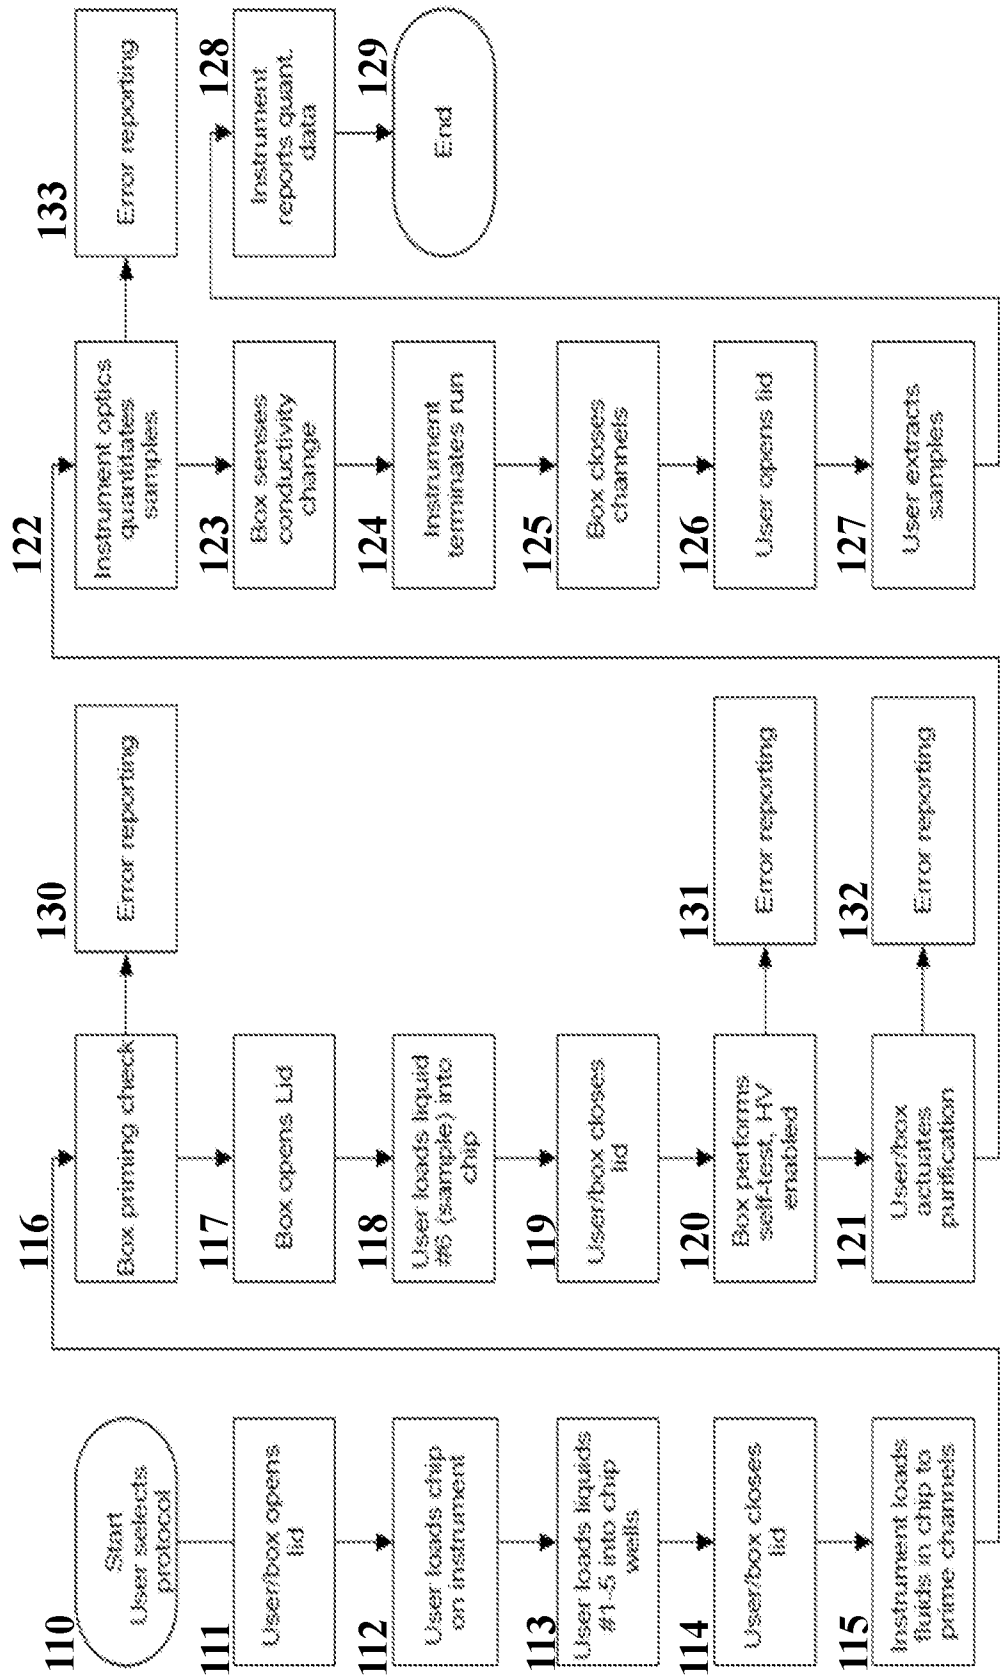 110
Start
User selects
protocol
111
User/box opens
lid
112
User loads chip
on instrument
113
User loads liquids
#1-5 into chip
wells
114
User/box closes
lid
115
Instrument loads
fluids in chip to
prime channels
116
Box priming check
130
Error reporting
117
Box opens Lid
118
User loads liquid
#6 (sample) into
chip
119
User/box closes
lid
120
Box performs
self-test, HV
enabled
131
Error reporting
121
User/box
actuates
purification
132
Error reporting
122
Instrument optics
quantitates
samples
133
Error reporting
123
Box senses
conductivity
change
124
Instrument
terminates run
125
Box closes
channels
126
User opens lid
127
User extracts
samples
128
Instrument
reports quant.
data
129
End